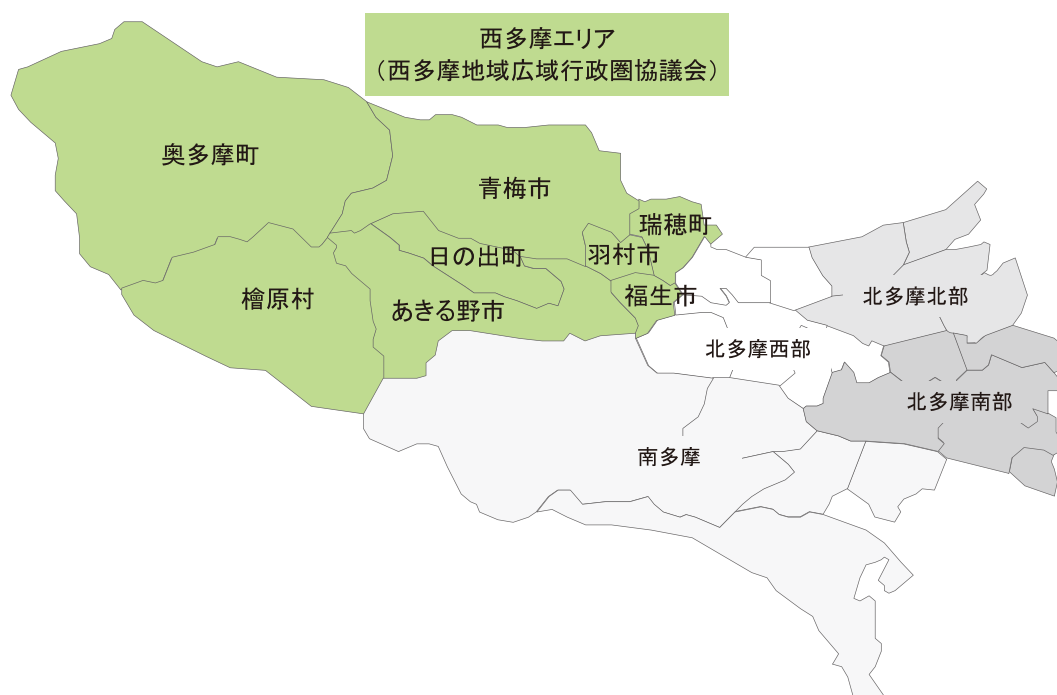 西多摩エリア
（西多摩地域広域行政圏協議会）
奥多摩町
青梅市
瑞穂町
羽村市
日の出町
福生市
檜原村
あきる野市
北多摩北部
北多摩西部
北多摩南部
南多摩